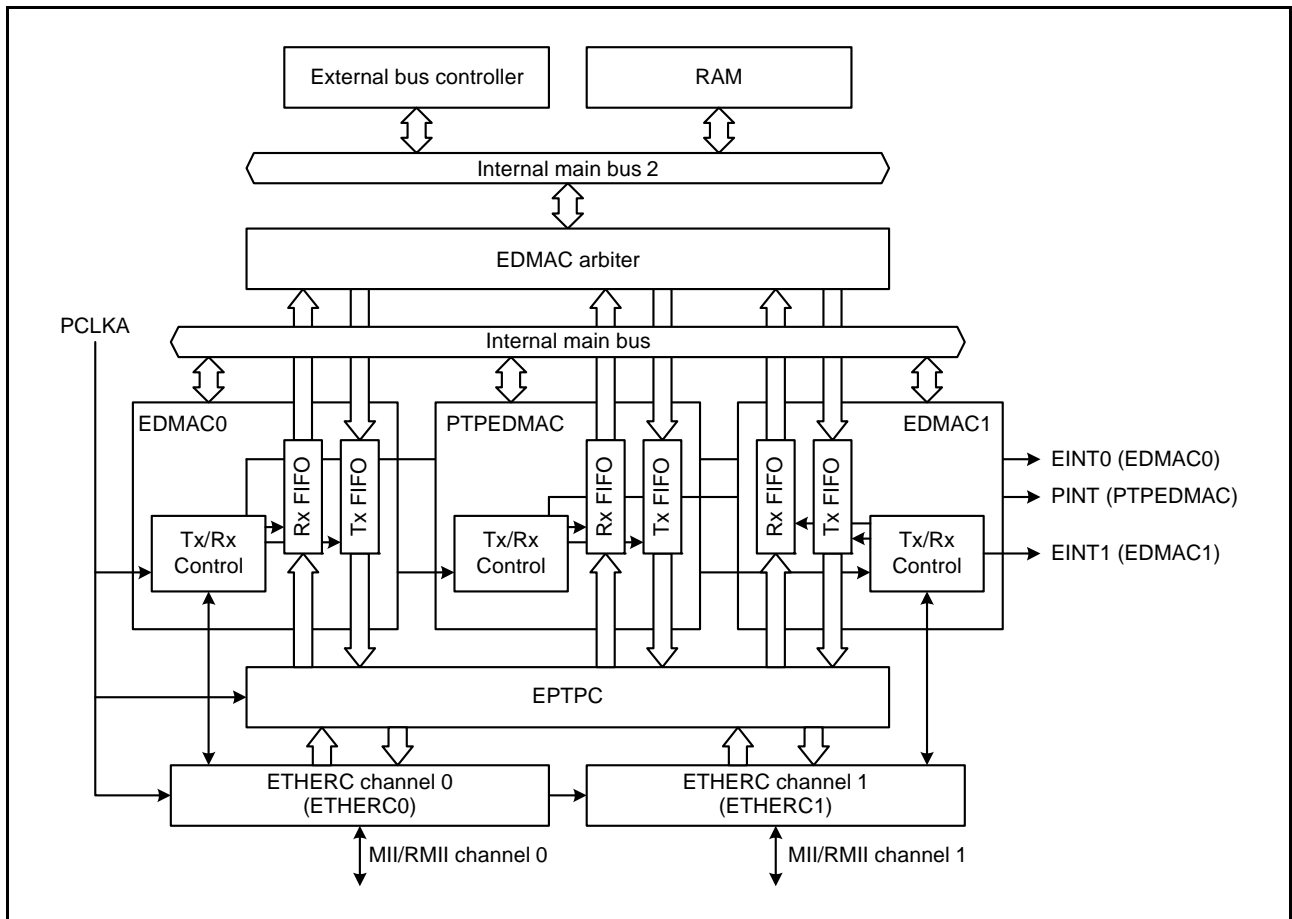 External bus controller
RAM
Internal main bus 2
EDMAC arbiter
PCLKA
Internal main bus
EDMAC0
PTPEDMAC
EDMAC1
Rx FIFO
Tx FIFO
Rx FIFO
Tx FIFO
Rx FIFO
Tx FIFO
EINT0 (EDMAC0)
PINT (PTPEDMAC)
EINT1 (EDMAC1)
Tx/Rx
Control
Tx/Rx
Control
Tx/Rx
Control
EPTPC
ETHERC channel 0
(ETHERC0)
ETHERC channel 1
(ETHERC1)
MII/RMII channel 0
MII/RMII channel 1